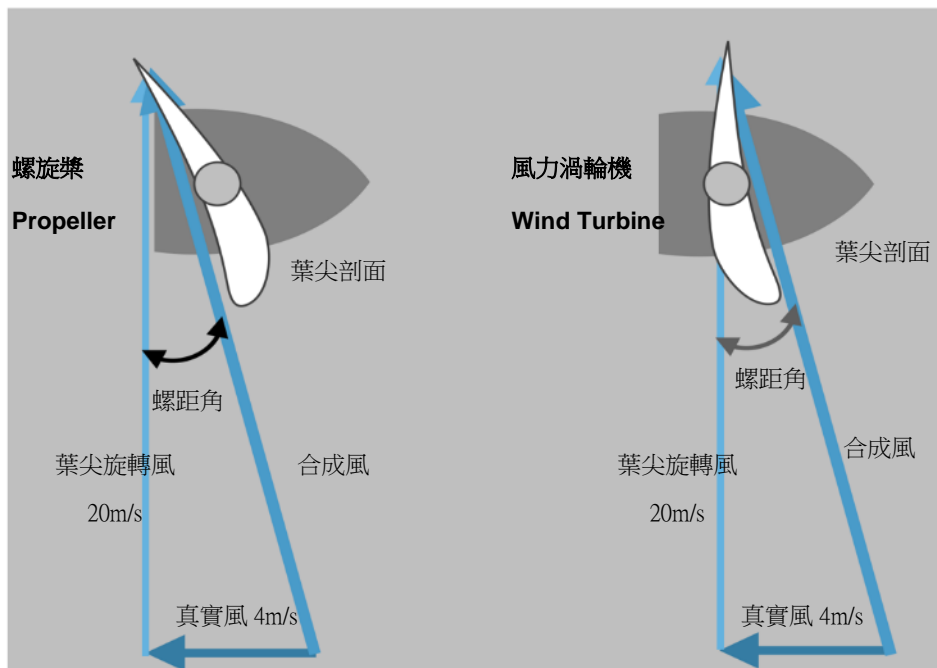 螺旋槳
Propeller
葉尖剖面
螺距角
葉尖旋轉風
20m/s
合成風
真實風 4m/s
風力渦輪機
Wind Turbine
葉尖剖面
螺距角
葉尖旋轉風
20m/s
合成風
真實風 4m/s